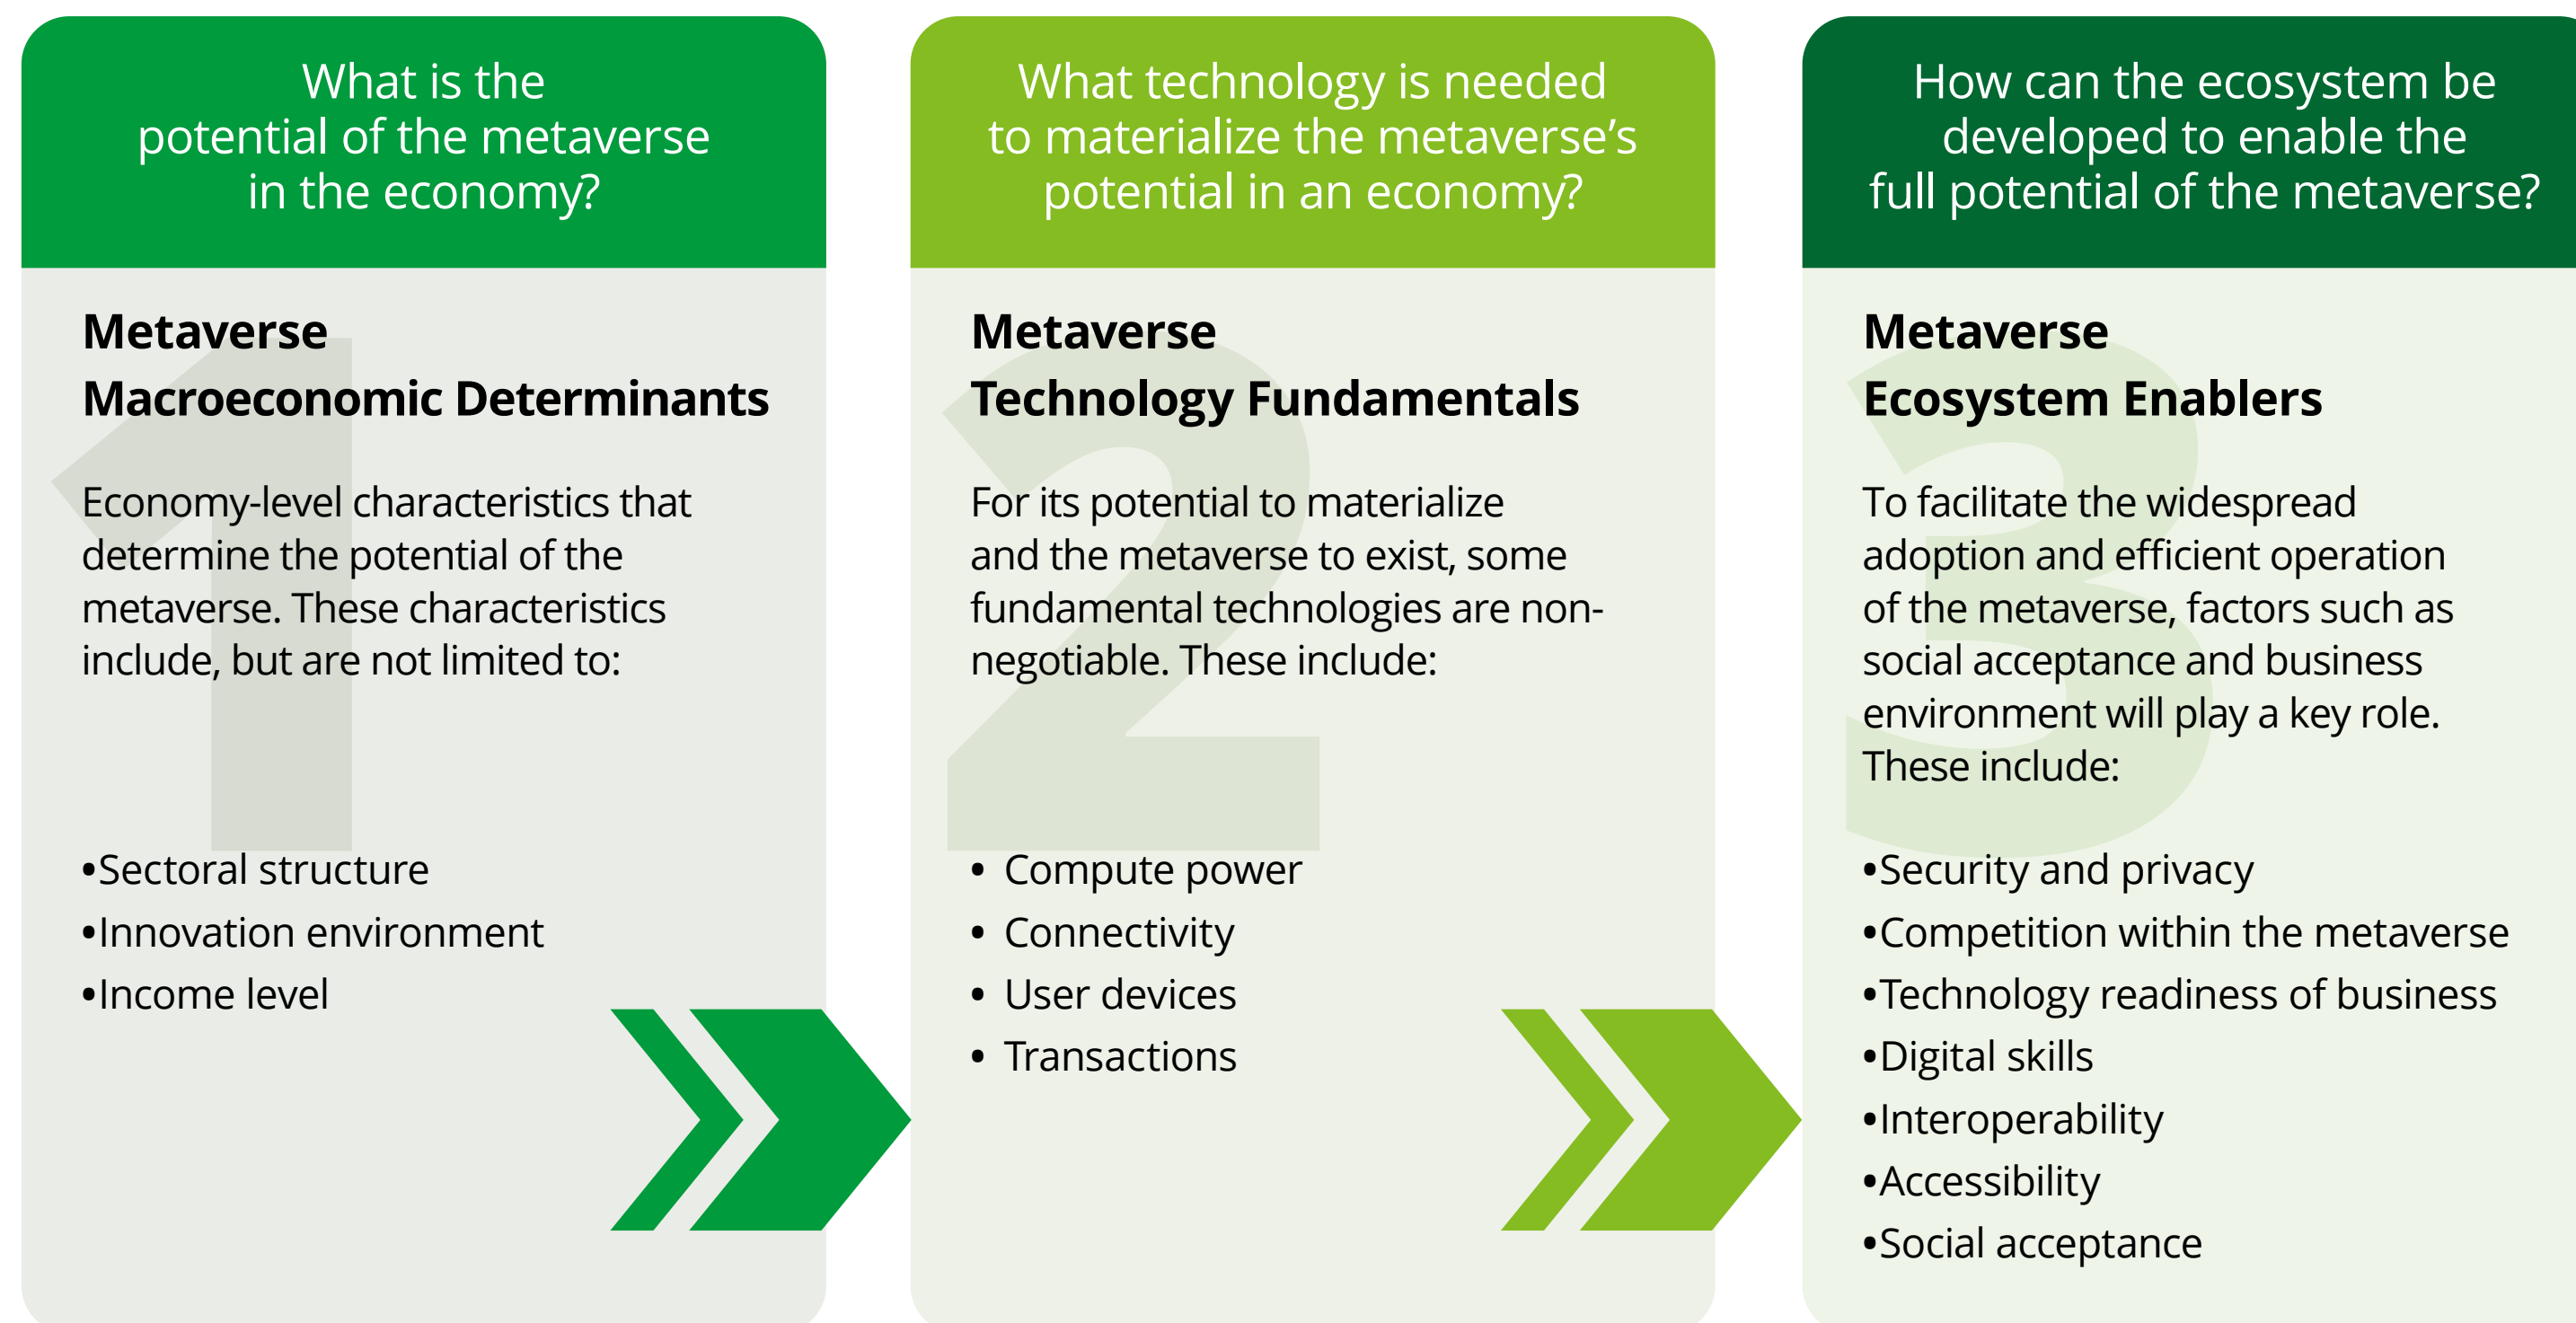 What is the
potential of the metaverse
in the economy?
Metaverse
Macroeconomic Determinants
1
Economy-level characteristics that
determine the potential of the
metaverse. These characteristics
include, but are not limited to:
•Sectoral structure
•Innovation environment
•Income level
What technology is needed
to materialize the metaverse’s
potential in an economy?
Metaverse
Technology Fundamentals
2
For its potential to materialize
and the metaverse to exist, some
fundamental technologies are non-
negotiable. These include:
• Compute power
• Connectivity
• User devices
• Transactions
How can the ecosystem be
developed to enable the
full potential of the metaverse?
Metaverse
Ecosystem Enablers
3
To facilitate the widespread
adoption and efficient operation
of the metaverse, factors such as
social acceptance and business
environment will play a key role.
These include:
•Security and privacy
•Competition within the metaverse
•Technology readiness of business
•Digital skills
•Interoperability
•Accessibility
•Social acceptance